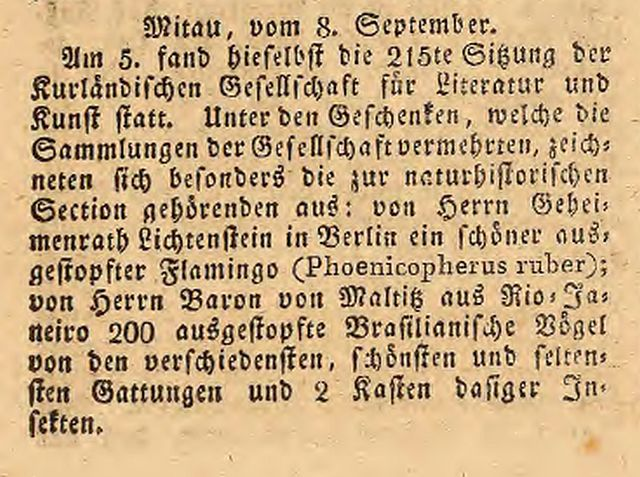 Mitau, vom 8. September.
Am 5. fand hieselbst die 215te Sitzung der
Kurländischen Gesellschaft für Literatur und
Kunst statt. Unter den Geschenken, welche die
Sammlungen der Gesellschaft vermehrten, zeich-
neten sich besonders die zur naturhistorischen
Section gehörenden aus: von Herrn Gehei-
menrath Lichtenstein in Berlin ein schöner aus-
gestopfter Flamingo (Phoenicopherus ruber);
von Herrn Baron von Maltitz aus Rio-Ja-
neiro 200 ausgestopfte Brasilianische Vögel
von den verschiedensten, schönsten und selten-
sten Gattungen und 2 Kasten dasiger In-
sekten.